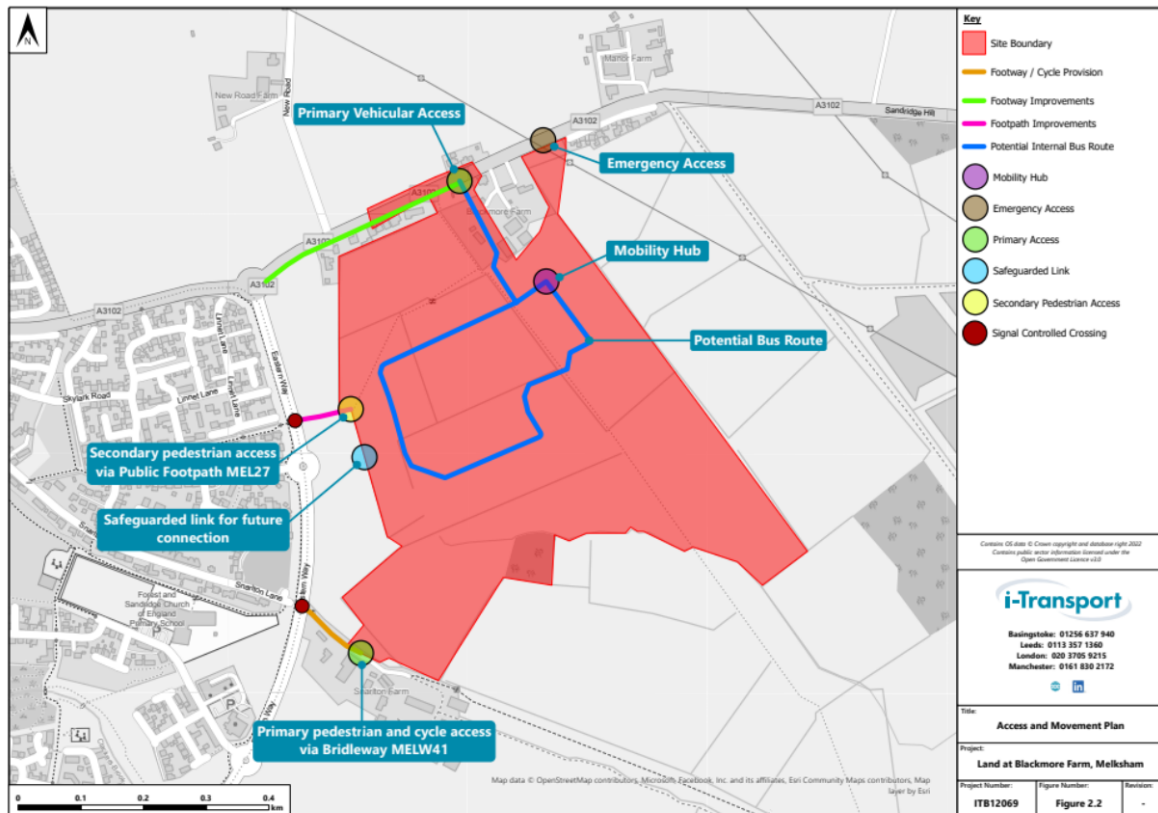 N
New Road Farm
New Road
Manor Farm
A3102
A3102
Sandridge Hill
Primary Vehicular Access
Emergency Access
A3102
Blackmore Farm
A3102
Mobility Hub
A3102
A3102
Potential Bus Route
Linnet Lane
Eastern Way
Linnet Lane
Skylark Road
Linnet Lane
Secondary pedestrian access
via Public Footpath MEL27
Safeguarded link for future
connection
Snarlton Lane
Snarlton Lane
Forest and
Sandridge Church
of England
Primary School
P
Snarlton Farm
P
Primary pedestrian and cycle access
via Bridleway MELW41
0 0.1 0.2 0.3 0.4
km
Map data © OpenStreetMap contributors, Microsoft, Facebook, Inc. and its affiliates, Esri Community Maps contributors, Map
layer by Esri
Key
Site Boundary
Footway / Cycle Provision
Footway Improvements
Footpath Improvements
Potential Internal Bus Route
Mobility Hub
Emergency Access
Primary Access
Safeguarded Link
Secondary Pedestrian Access
Signal Controlled Crossing
Contains OS data © Crown copyright and database right 2022
Contains public sector information licensed under the
Open Government Licence v3.0
i-Transport
Basingstoke: 01256 637 940
Leeds: 0113 357 1360
London: 020 3705 9215
Manchester: 0161 830 2172
in
Title:
Access and Movement Plan
Project:
Land at Blackmore Farm, Melksham
Project Number: Figure Number: Revision:
ITB12069 Figure 2.2 -